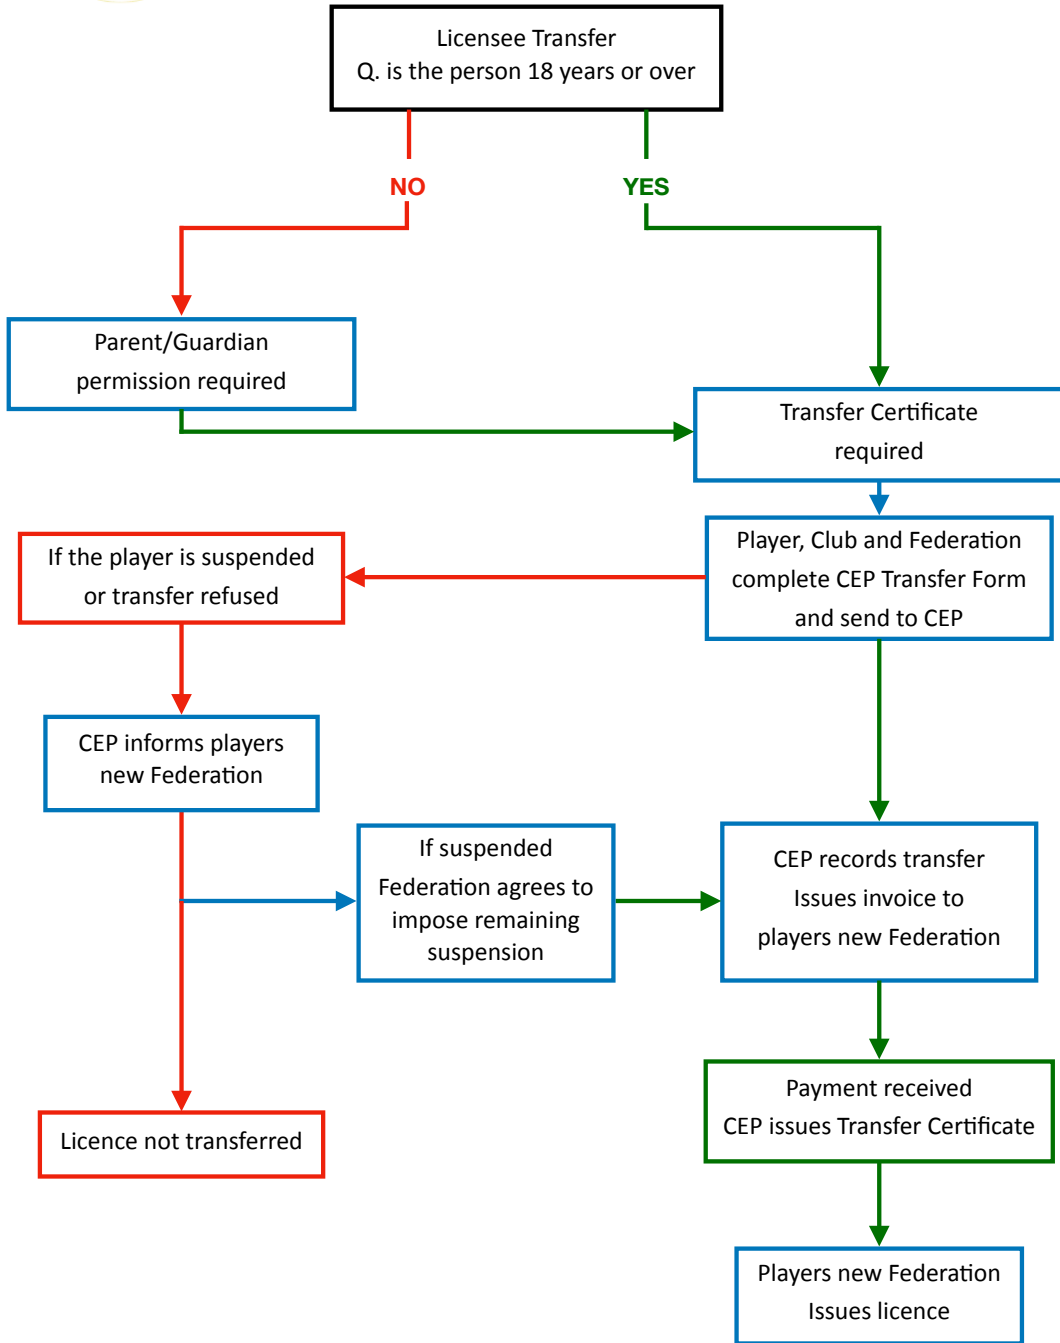 Licensee Transfer
Q. is the person 18 years or over
NO
YES
Parent/Guardian
permission required
Transfer Certificate
required
Player, Club and Federation
complete CEP Transfer Form
and send to CEP
If the player is suspended
or transfer refused
CEP informs players
new Federation
If suspended
Federation agrees to
impose remaining
suspension
CEP records transfer
Issues invoice to
players new Federation
Payment received
CEP issues Transfer Certificate
Licence not transferred
Players new Federation
Issues licence